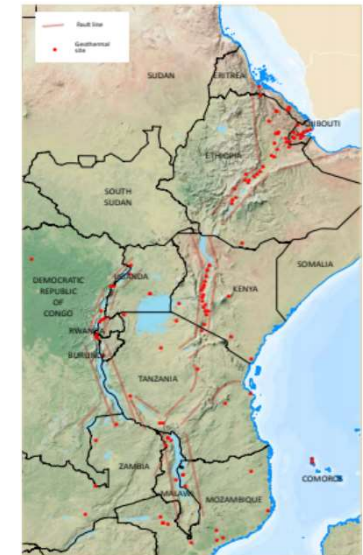 Fault line
Geothermal
site
SUDAN
ERITREA
DJIBOUTI
ETHIOPIA
SOUTH
SUDAN
SOMALIA
DEMOCRATIC
REPUBLIC
OF
CONGO
UGANDA
KENYA
RWANDA
BURUNDI
TANZANIA
ZAMBIA
MALAWI
MOZAMBIQUE
COMOROS